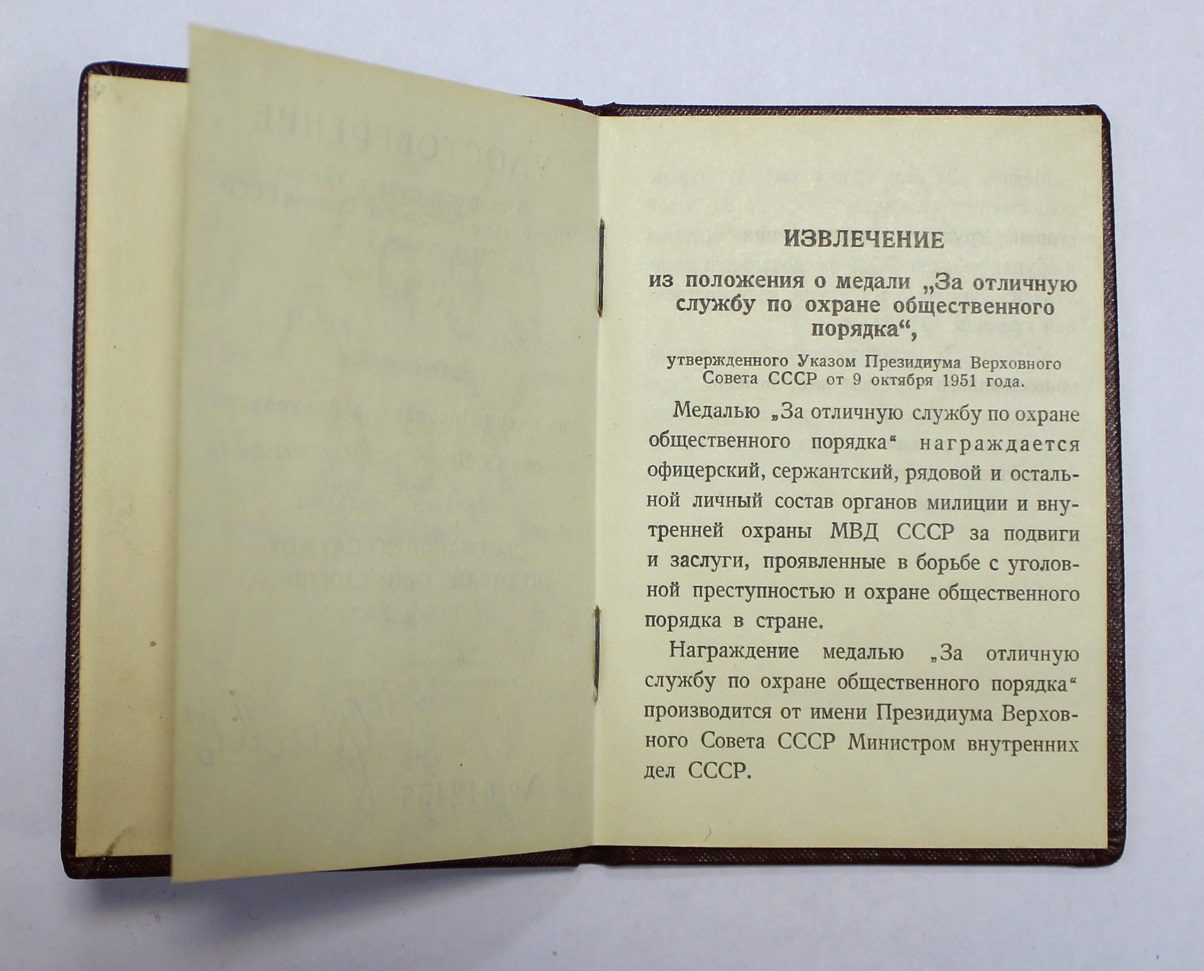 ИЗВЛЕЧЕНИЕ
из положения о медали „За отличную
службу по охране общественного
порядка“,
утвержденного Указом Президиума Верховного
Совета СССР от 9 октября 1951 года.
Медалью „За отличную службу по охране
общественного порядка“ награждается
офицерский, сержантский, рядовой и осталь-
ной личный состав органов милиции и вну-
тренней охраны МВД СССР за подвиги
и заслуги, проявленные в борьбе с уголов-
ной преступностью и охране общественного
порядка в стране.
Награждение медалью „За отличную
службу по охране общественного порядка“
производится от имени Президиума Верхов-
ного Совета СССР Министром внутренних
дел СССР.